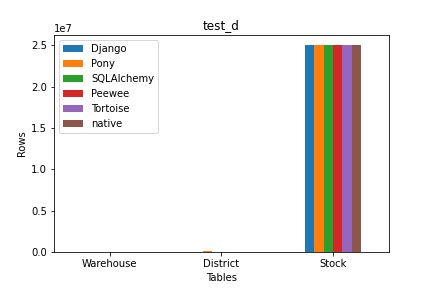 test_d
1e7
2.5
2.0
1.5
1.0
0.5
0.0
Rows
Django
Pony
SQLAlchemy
Peewee
Tortoise
native
Warehouse District Stock
Tables